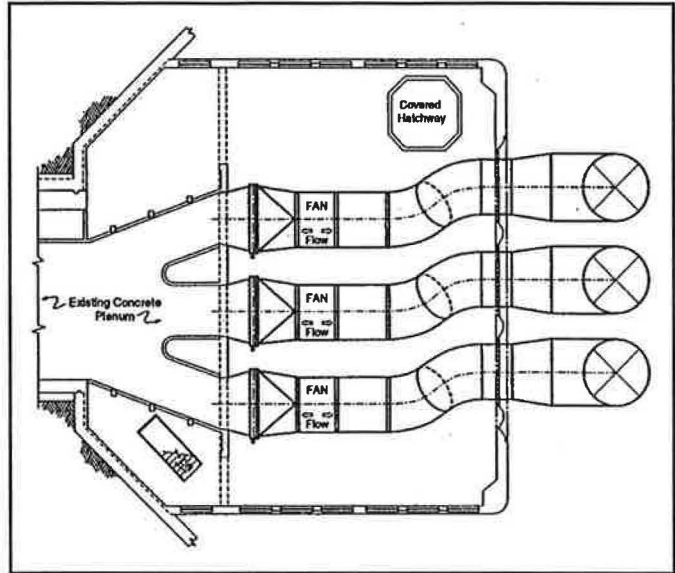 Covered
Hatchway
FAN
Flow
Existing Concrete
Plenum
FAN
Flow
FAN
Flow